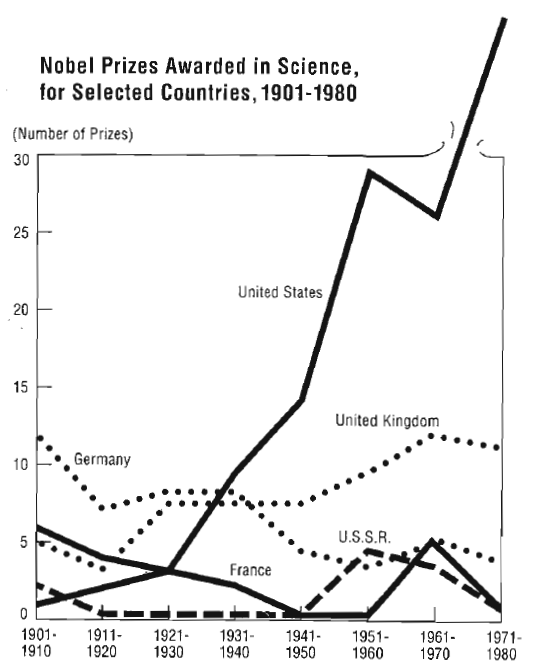 Nobel Prizes Awarded in Science,
for Selected Countries, 1901-1980
(Number of Prizes)
30
25
United States
20
15
United Kingdom
Germany
10
U.S.S.R.
5
France
0
1901- 1911- 1921- 1931- 1941- 1951- 1961- 1971-
1910 1920 1930 1940 1950 1960 1970 1980